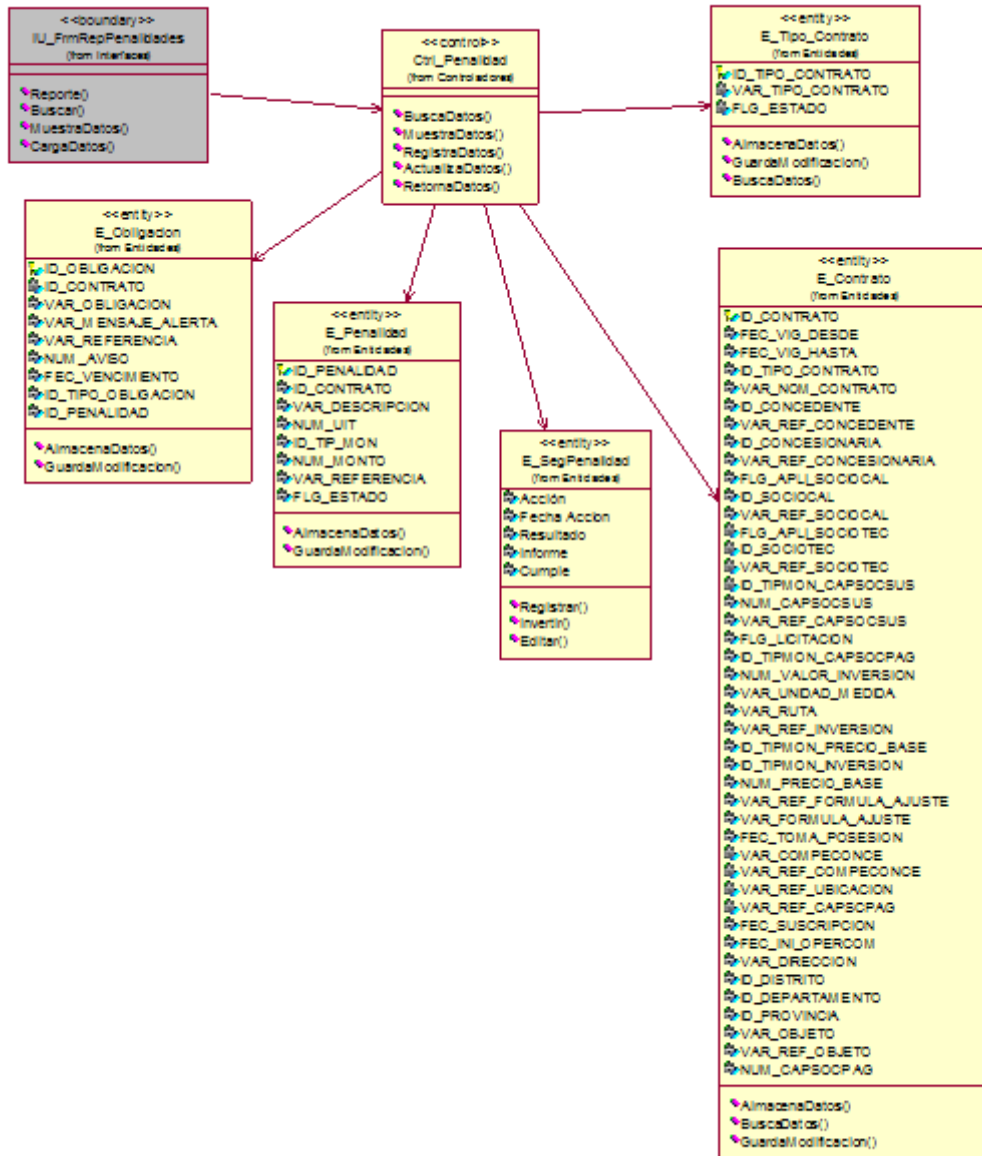 <<boundary>>
IU_FrmRepPenalidades
(from Interfaces)
Reporte()
Buscar()
MuestraDatos()
CargaDatos()
<<control>>
Ctrl_Penalidad
(from Controladores)
BuscaDatos()
MuestraDatos()
RegistraDatos()
ActualizaDatos()
RetornaDatos()
<<entity>>
E_Tipo_Contrato
(from Entidades)
ID_TIPO_CONTRATO
VAR_TIPO_CONTRATO
FLG_ESTADO
AlmacenaDatos()
GuardaModificacion()
BuscaDatos()
<<entity>>
E_Obligacion
(from Entidades)
ID_OBLIGACION
ID_CONTRATO
VAR_OBLIGACION
VAR_MENSAJE_ALERTA
VAR_REFERENCIA
NUM_AVISO
FEC_VENCIMIENTO
ID_TIPO_OBLIGACION
ID_PENALIDAD
AlmacenaDatos()
GuardaModificacion()
<<entity>>
E_Penalidad
(from Entidades)
ID_PENALIDAD
ID_CONTRATO
VAR_DESCRIPCION
NUM_UIT
ID_TIP_MON
NUM_MONTO
VAR_REFERENCIA
FLG_ESTADO
AlmacenaDatos()
GuardaModificacion()
<<entity>>
E_SegPenalidad
(from Entidades)
Acción
Fecha Accion
Resultado
Informe
Cumple
Registrar()
Invertir()
Editar()
<<entity>>
E_Contrato
(from Entidades)
ID_CONTRATO
FEC_VIG_DESDE
FEC_VIG_HASTA
ID_TIPO_CONTRATO
VAR_NOM_CONTRATO
ID_CONCEDENTE
VAR_REF_CONCEDENTE
ID_CONCESIONARIA
VAR_REF_CONCESIONARIA
FLG_APLI_SOCIOCAL
ID_SOCIOCAL
VAR_REF_SOCIOCAL
FLG_APLI_SOCIOTEC
ID_SOCIOTEC
VAR_REF_SOCIOTEC
ID_TIPMON_CAPSOCSUS
NUM_CAPSOCSUS
VAR_REF_CAPSOCSUS
FLG_LICITACION
ID_TIPMON_CAPSOCPAG
NUM_VALOR_INVERSION
VAR_UNIDAD_MEDIDA
VAR_RUTA
VAR_REF_INVERSION
ID_TIPMON_PRECIO_BASE
ID_TIPMON_INVERSION
NUM_PRECIO_BASE
VAR_REF_FORMULA_AJUSTE
VAR_FORMULA_AJUSTE
FEC_TOMA_POSESION
VAR_COMPECONCE
VAR_REF_COMPECONCE
VAR_REF_UBICACION
VAR_REF_CAPSCPAG
FEC_SUSCRIPCION
FEC_INI_OPERCOM
VAR_DIRECCION
ID_DISTRITO
ID_DEPARTAMENTO
ID_PROVINCIA
VAR_OBJETO
VAR_REF_OBJETO
NUM_CAPSOCPAG
AlmacenaDatos()
BuscaDatos()
GuardaModificacion()